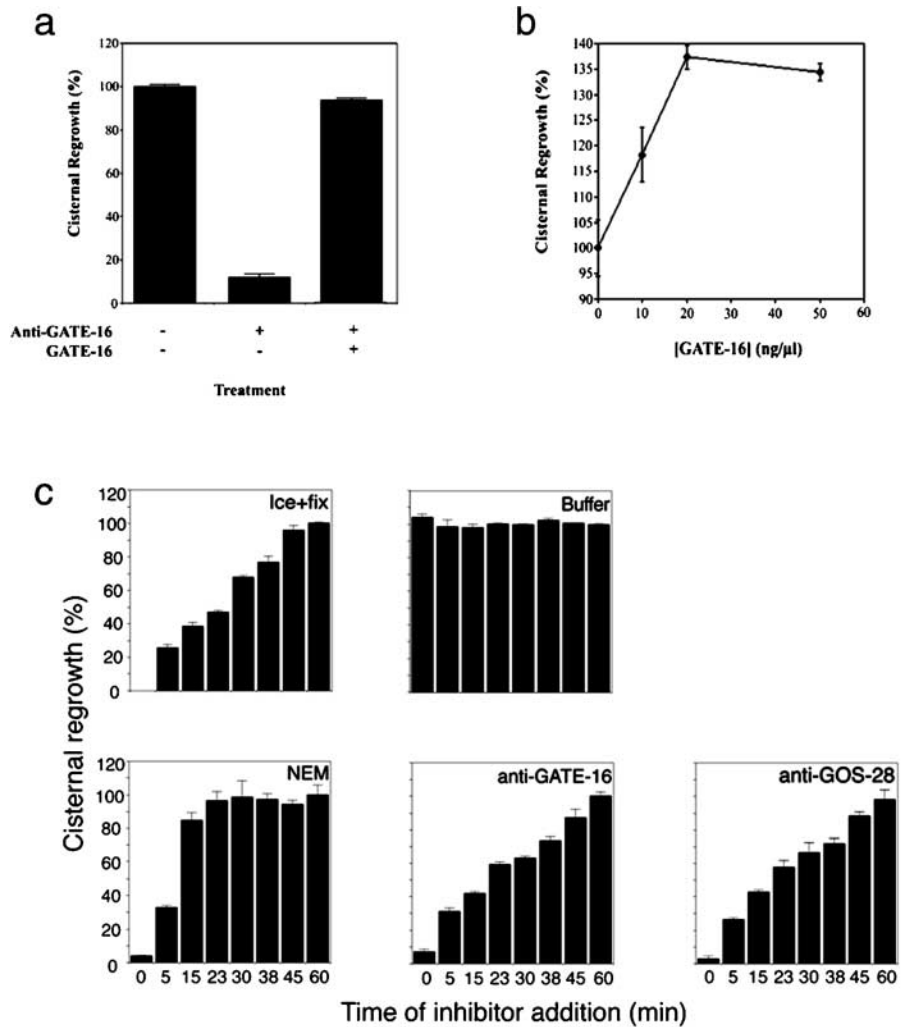 a
120
100
80
60
40
20
0
Cisternal Regrowth (%)
Anti-GATE-16 - + +
GATE-16 - - +
Treatment
b
140
135
130
125
120
115
110
105
100
95
90
Cisternal Regrowth (%)
0 10 20 30 40 50 60
[GATE-16] (ng/µl)
c
Cisternal regrowth (%)
120
100
80
60
40
20
0
Ice+fix
Buffer
120
100
80
60
40
20
0
NEM
0 5 15 23 30 38 45 60
anti-GATE-16
0 5 15 23 30 38 45 60
anti-GOS-28
0 5 15 23 30 38 45 60
Time of inhibitor addition (min)